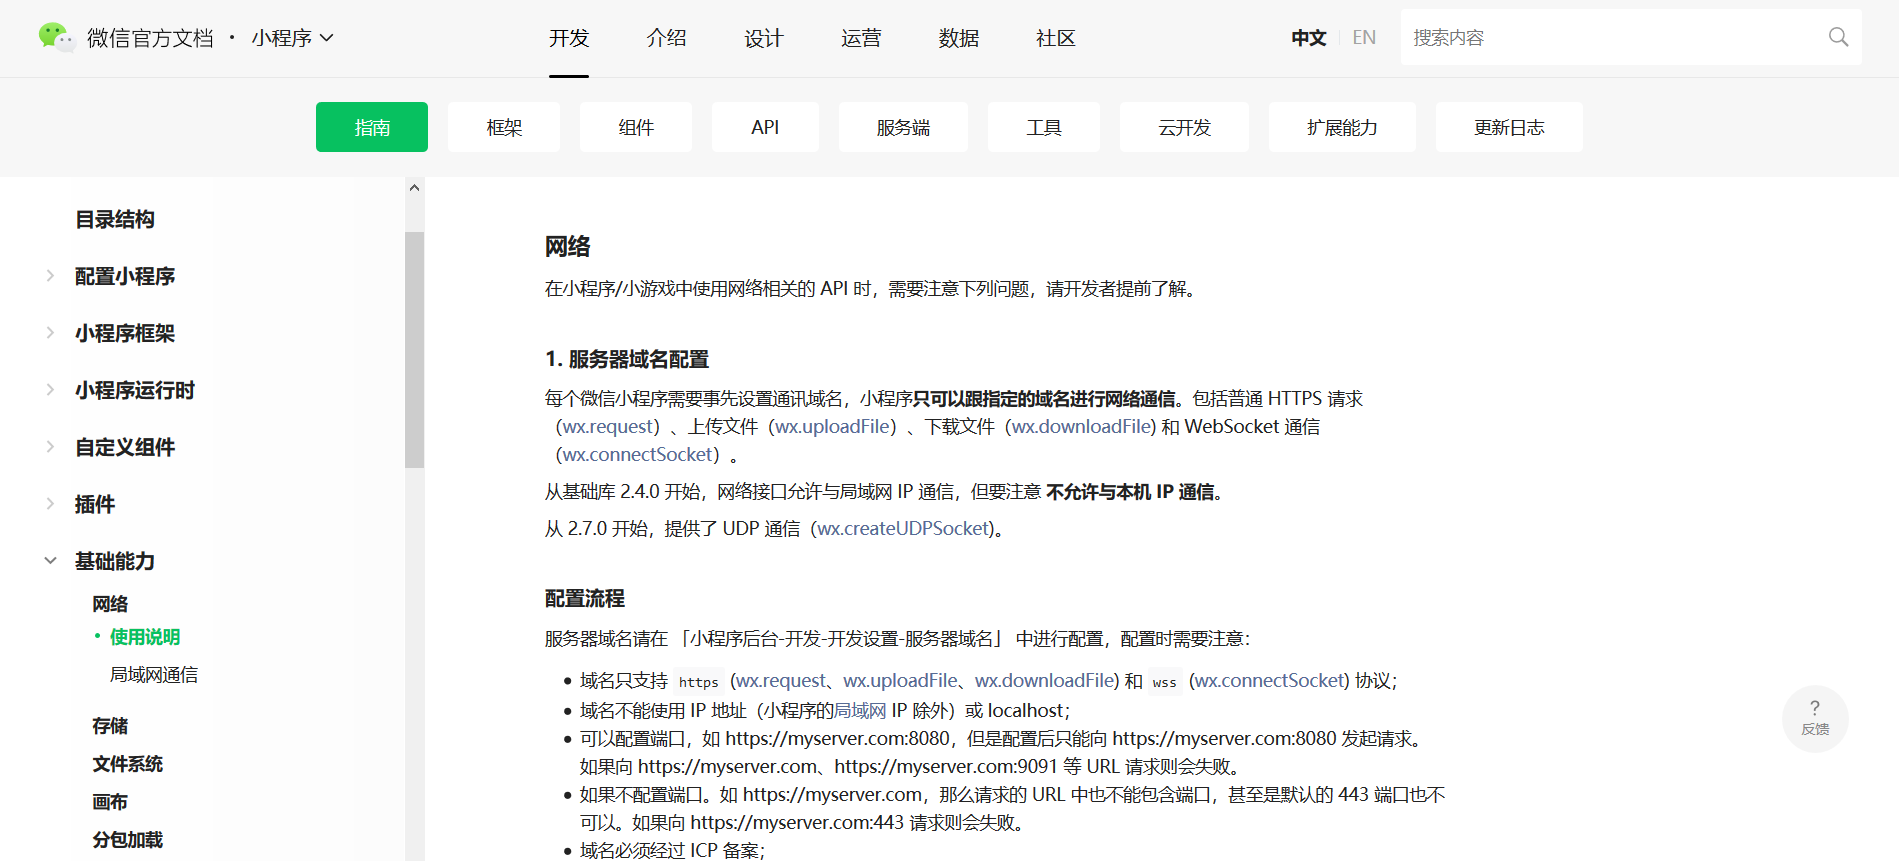 微信官方文档 · 小程序
开发 介绍 设计 运营 数据 社区
中文 EN 搜索内容
指南 框架 组件 API 服务端 工具 云开发 扩展能力 更新日志
目录结构
配置小程序
小程序框架
小程序运行时
自定义组件
插件
基础能力
网络
• 使用说明
局域网通信
存储
文件系统
画布
分包加载
网络
在小程序/小游戏中使用网络相关的 API 时，需要注意下列问题，请开发者提前了解。
1. 服务器域名配置
每个微信小程序需要事先设置通讯域名，小程序只可以跟指定的域名进行网络通信。包括普通 HTTPS 请求
（wx.request）、上传文件（wx.uploadFile）、下载文件（wx.downloadFile) 和 WebSocket 通信
（wx.connectSocket）。
从基础库 2.4.0 开始，网络接口允许与局域网 IP 通信，但要注意 不允许与本机 IP 通信。
从 2.7.0 开始，提供了 UDP 通信（wx.createUDPSocket)。
配置流程
服务器域名请在 「小程序后台-开发-开发设置-服务器域名」 中进行配置，配置时需要注意：
• 域名只支持 https (wx.request、wx.uploadFile、wx.downloadFile) 和 wss (wx.connectSocket) 协议；
• 域名不能使用 IP 地址（小程序的局域网 IP 除外）或 localhost；
• 可以配置端口，如 https://myserver.com:8080，但是配置后只能向 https://myserver.com:8080 发起请求。
如果向 https://myserver.com、https://myserver.com:9091 等 URL 请求则会失败。
• 如果不配置端口。如 https://myserver.com，那么请求的 URL 中也不能包含端口，甚至是默认的 443 端口也不
可以。如果向 https://myserver.com:443 请求则会失败。
• 域名必须经过 ICP 备案；
?
反馈